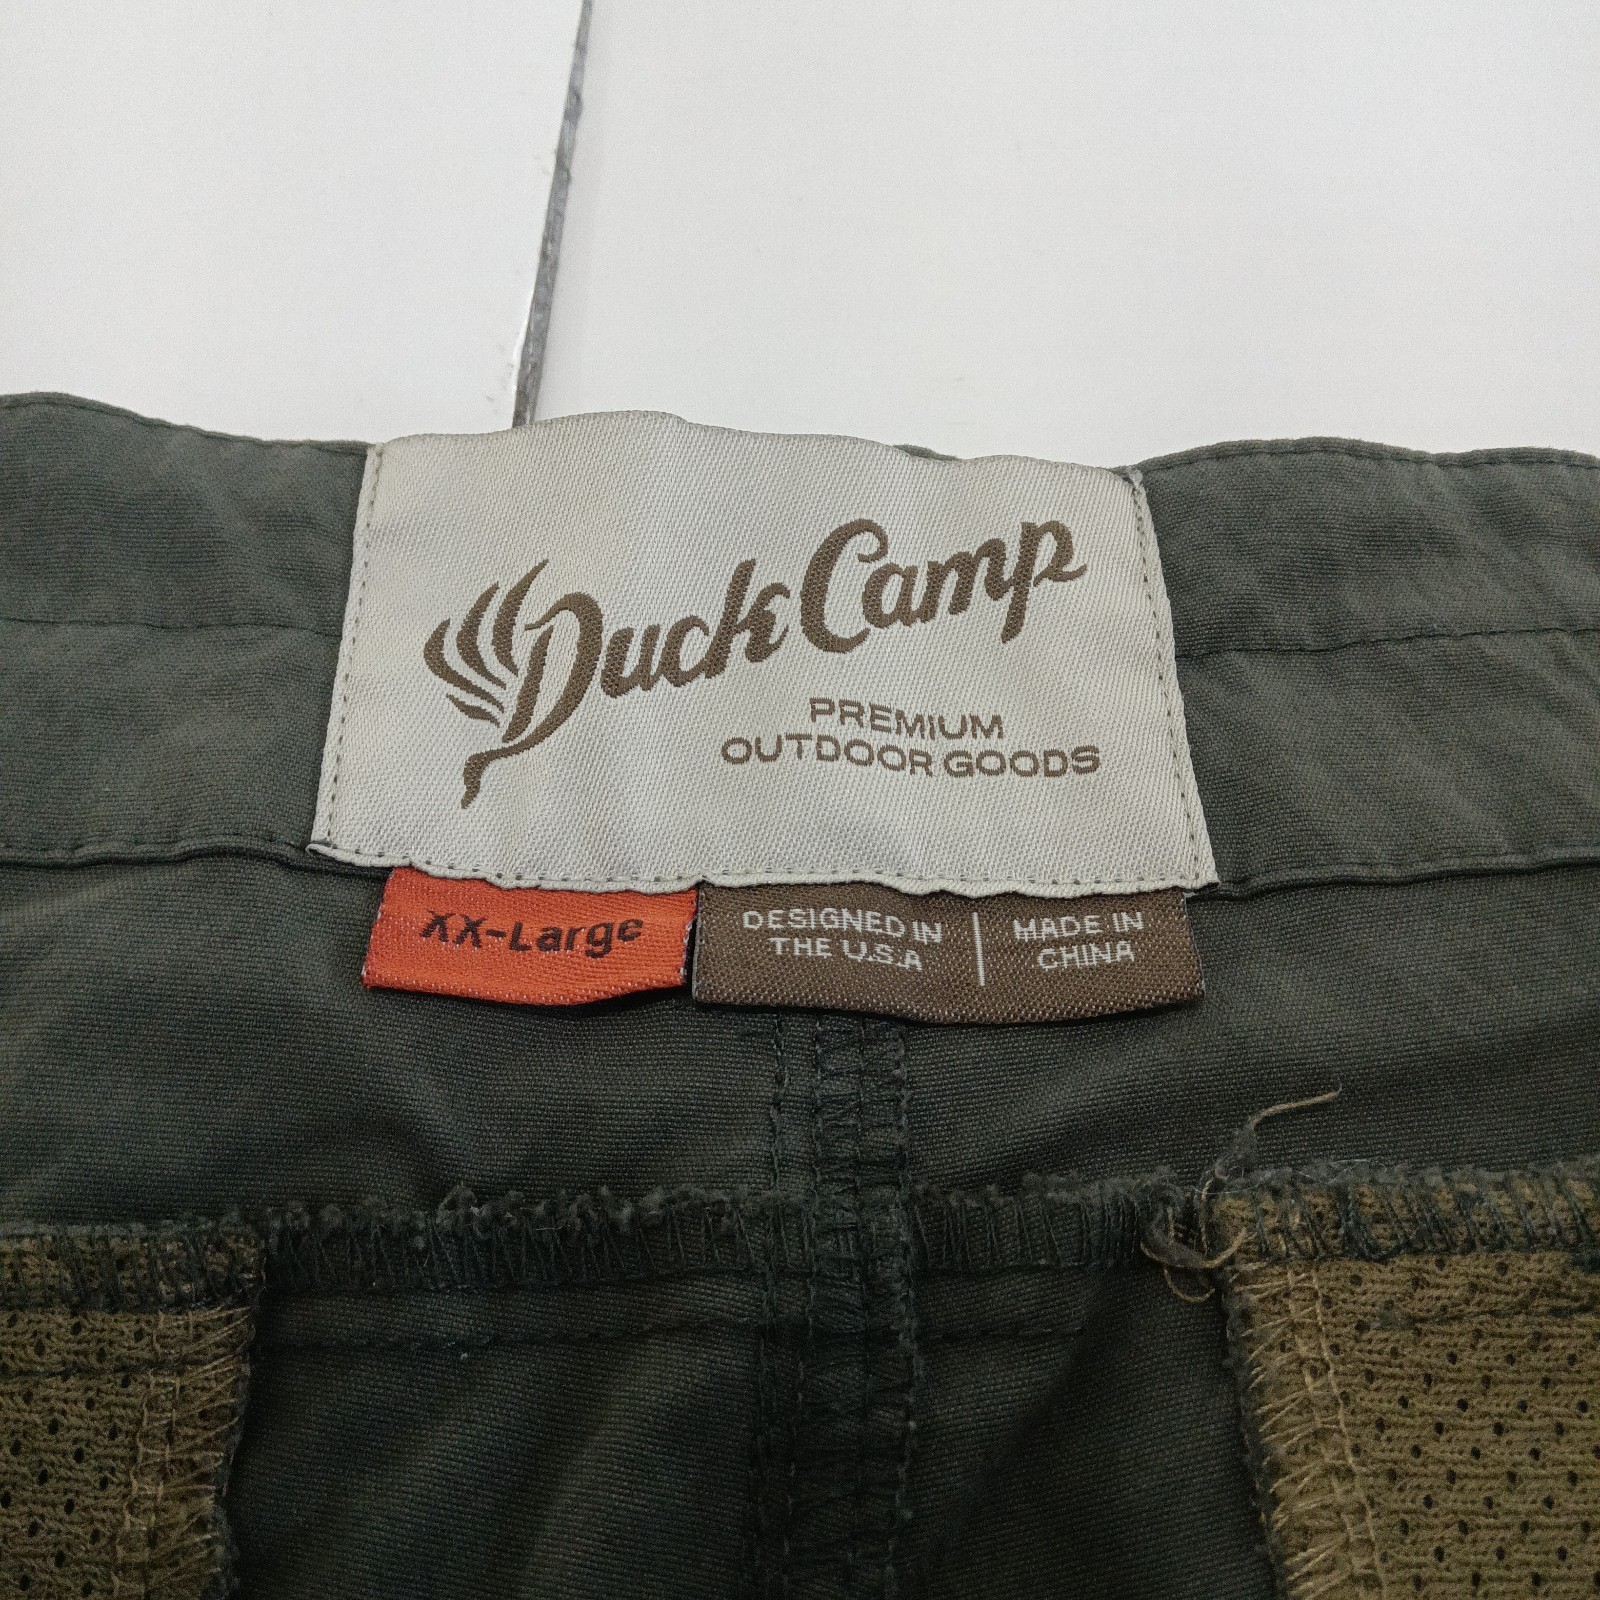 Duck Camp
PREMIUM
OUTDOOR GOODS
XX-Large
DESIGNED IN
THE U.S.A
MADE IN
CHINA